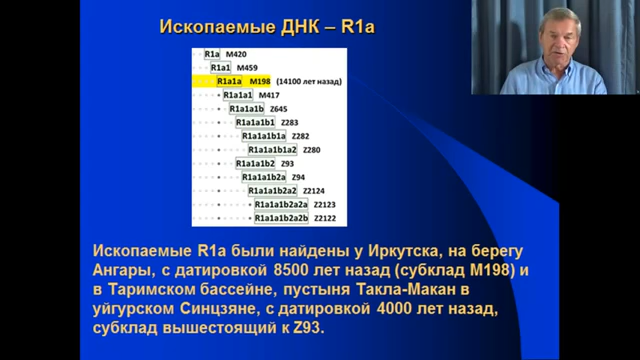 Ископаемые ДНК – R1a
R1a M420
R1a1 M459
R1a1a M198 (14100 лет назад)
R1a1a1 M417
R1a1a1b Z645
R1a1a1b1 Z283
R1a1a1b1a Z282
R1a1a1b1a2 Z280
R1a1a1b2 Z93
R1a1a1b2a Z94
R1a1a1b2a2 Z2124
R1a1a1b2a2a Z2123
R1a1a1b2a2b Z2122
Ископаемые R1a были найдены у Иркутска, на берегу
Ангары, с датировкой 8500 лет назад (субклад М198) и
в Таримском бассейне, пустыня Такла-Макан в
уйгурском Синцзяне, с датировкой 4000 лет назад,
субклад вышестоящий к Z93.